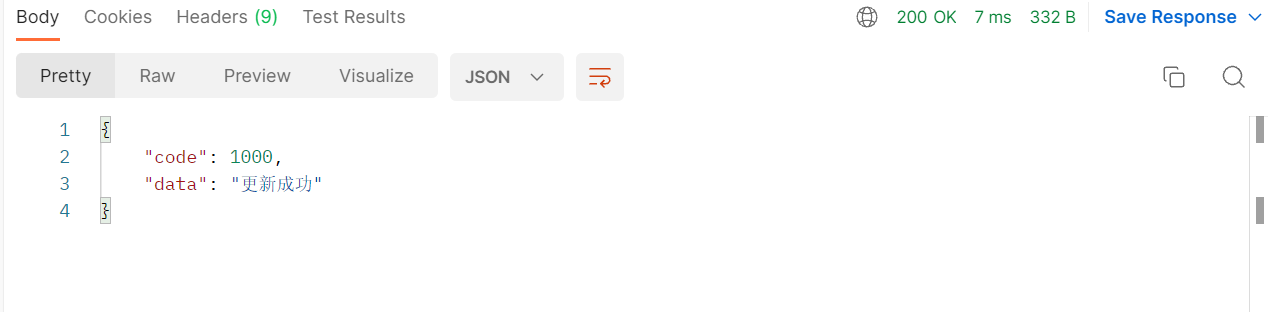 Body Cookies Headers (9) Test Results 200 OK 7 ms 332 B Save Response
Pretty Raw Preview Visualize JSON
1 {
2 "code": 1000,
3 "data": "更新成功"
4 }